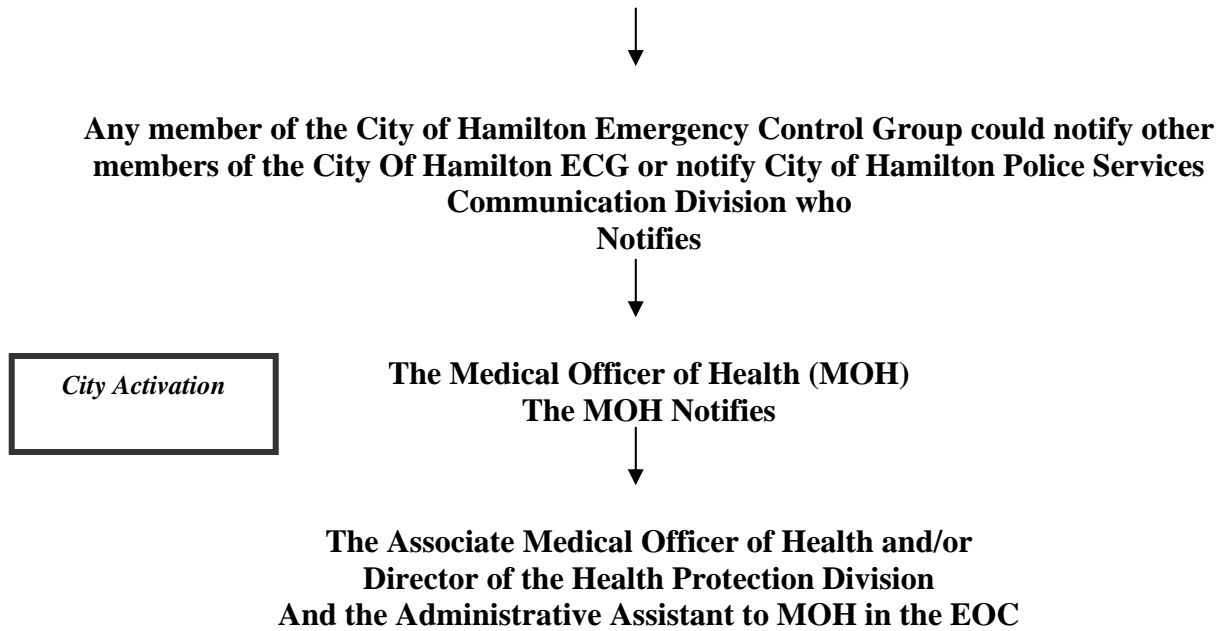 Any member of the City of Hamilton Emergency Control Group could notify other
members of the City Of Hamilton ECG or notify City of Hamilton Police Services
Communication Division who
Notifies
City Activation
The Medical Officer of Health (MOH)
The MOH Notifies
The Associate Medical Officer of Health and/or
Director of the Health Protection Division
And the Administrative Assistant to MOH in the EOC